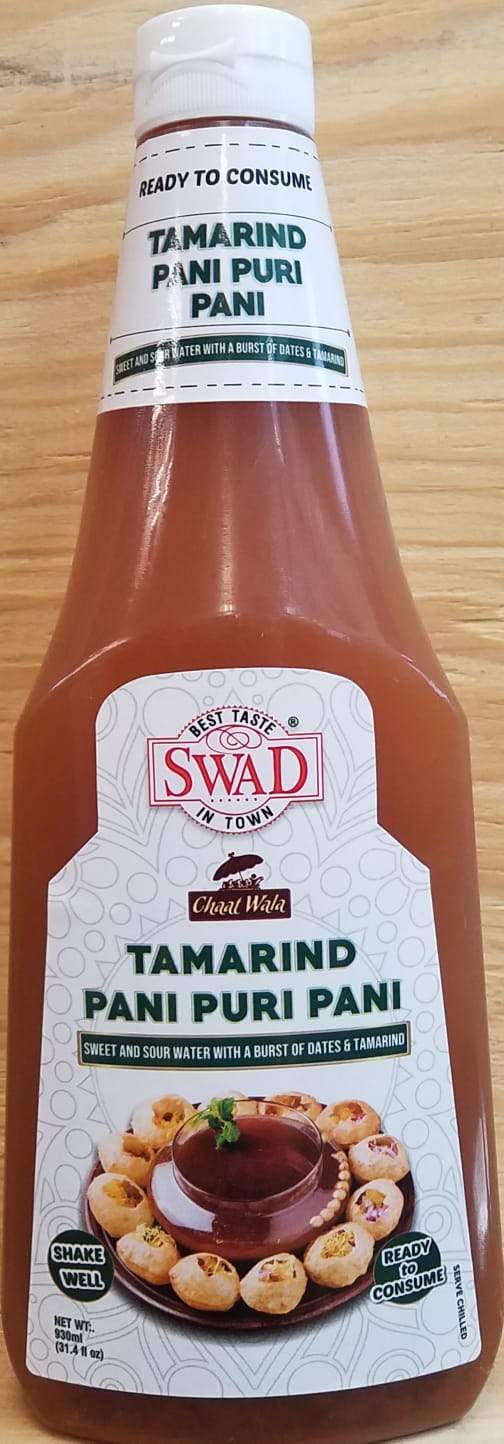 READY TO CONSUME
TAMARIND
PANI PURI
PANI
SWEET AND SOUR WATER WITH A BURST OF DATES & TAMARIND
BEST TASTE ®
SWAD
IN TOWN
Chaat Wala
TAMARIND
PANI PURI PANI
SWEET AND SOUR WATER WITH A BURST OF DATES & TAMARIND
SHAKE
WELL
READY
to
CONSUME
SERVE CHILLED
NET WT:.
930ml
(31.4 fl oz)